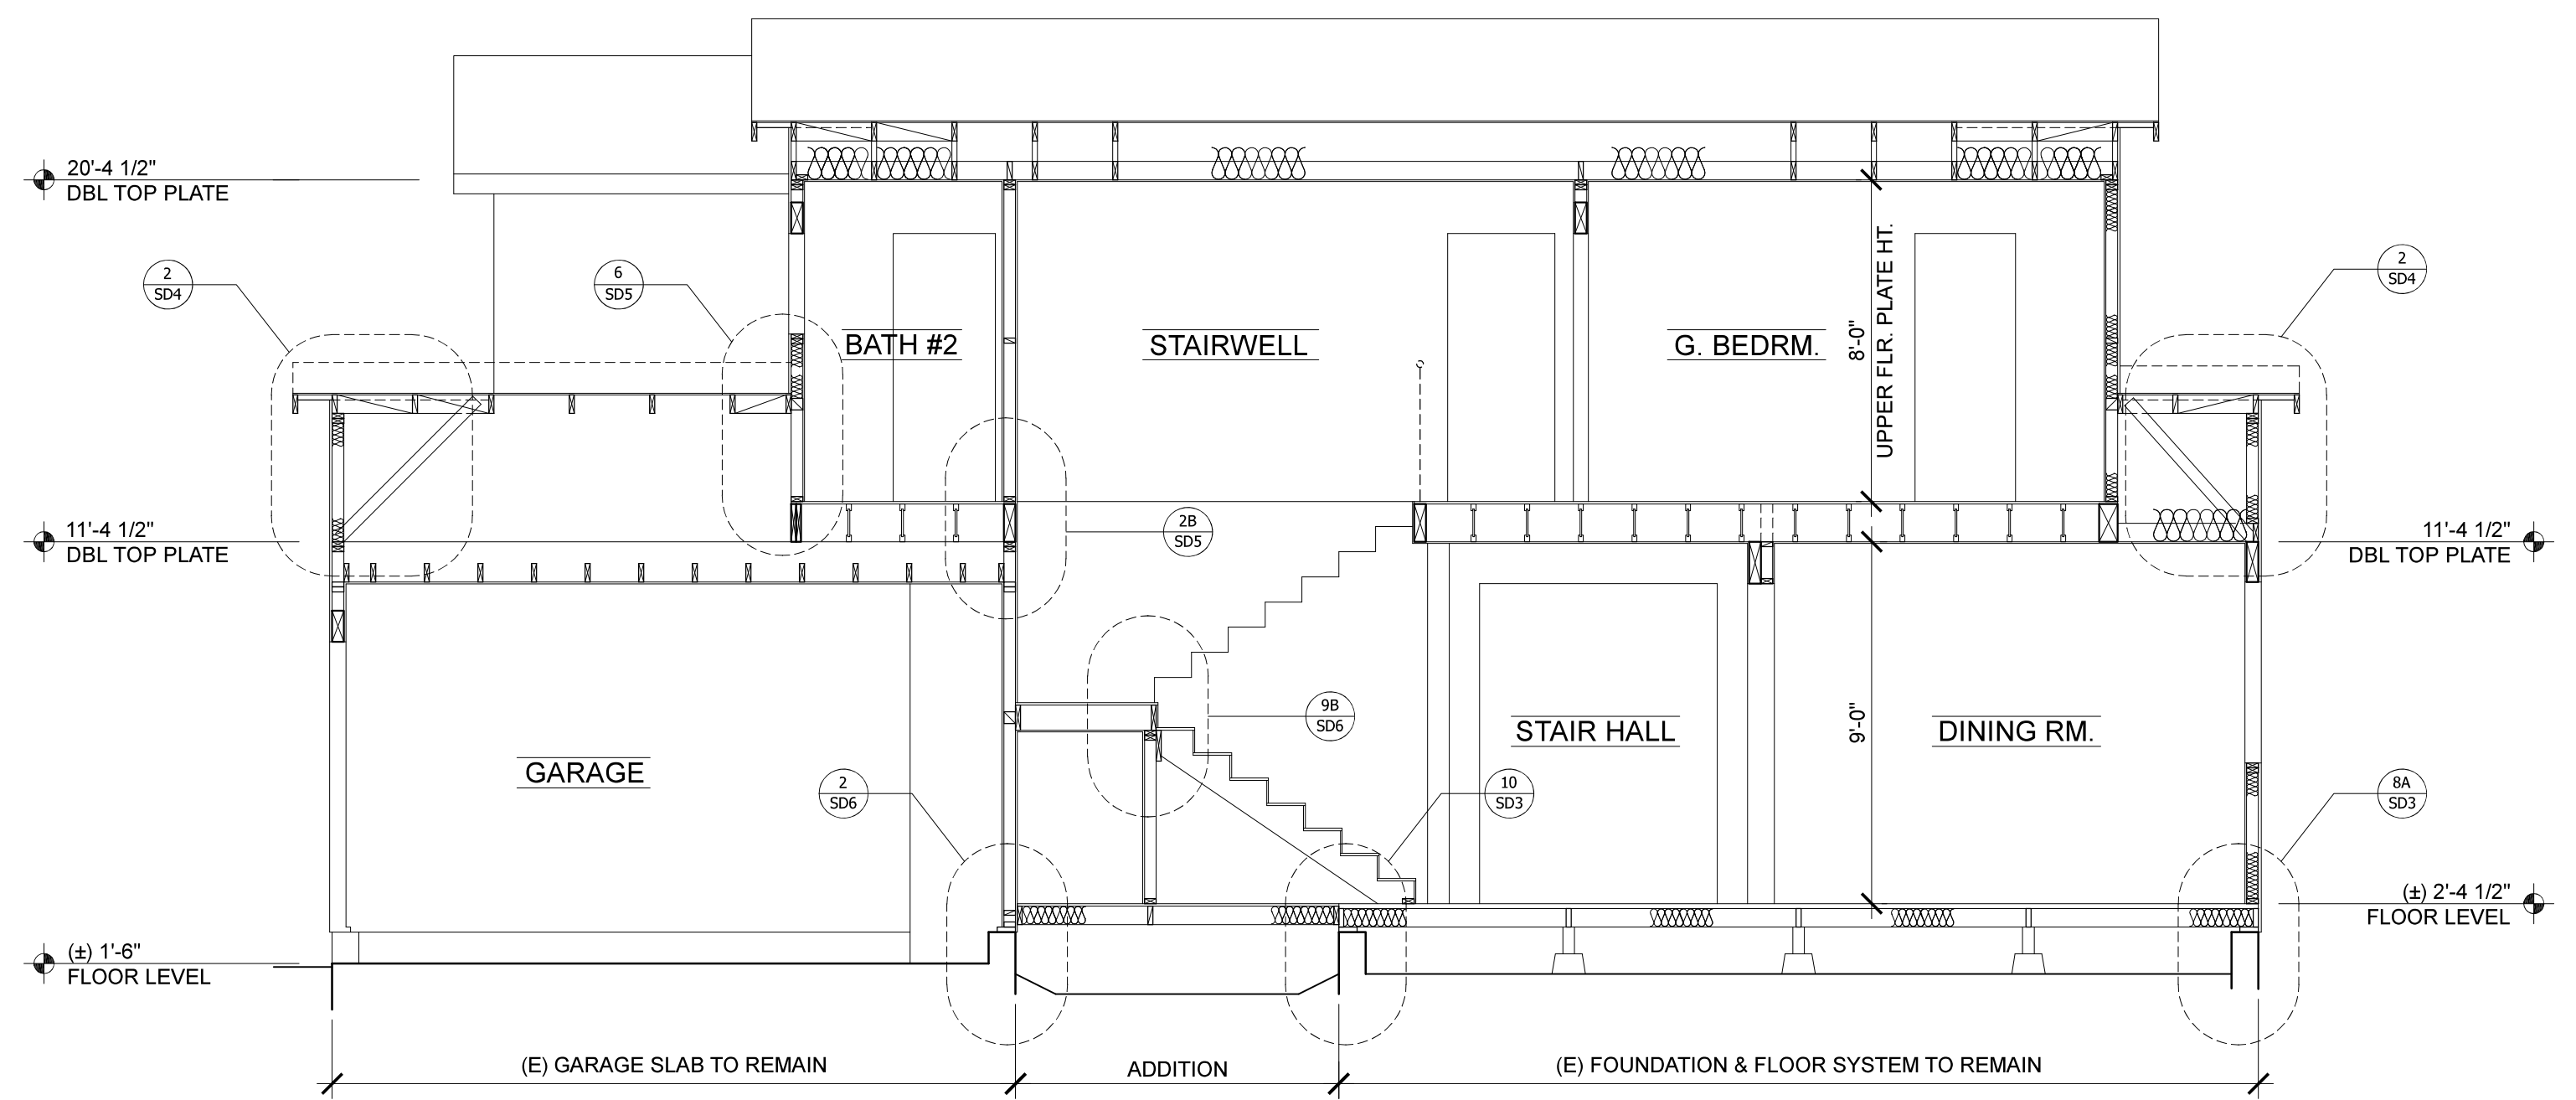 20'-4 1/2"
DBL TOP PLATE
2
SD4
6
SD5
2
SD4
BATH #2
STAIRWELL
G. BEDRM.
8'-0"
UPPER FLR. PLATE HT.
11'-4 1/2"
DBL TOP PLATE
2B
SD5
11'-4 1/2"
DBL TOP PLATE
9B
SD6
STAIR HALL
9'-0"
DINING RM.
GARAGE
2
SD6
10
SD3
8A
SD3
(±) 2'-4 1/2"
FLOOR LEVEL
(±) 1'-6"
FLOOR LEVEL
(E) GARAGE SLAB TO REMAIN
ADDITION
(E) FOUNDATION & FLOOR SYSTEM TO REMAIN